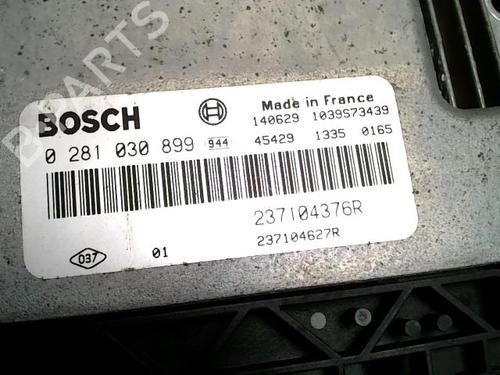 B PARTS
BOSCH
Made in France
140629 1039S73439
0 281 030 899 944 45429 1335 0165
237104376R
237104627R
037 01